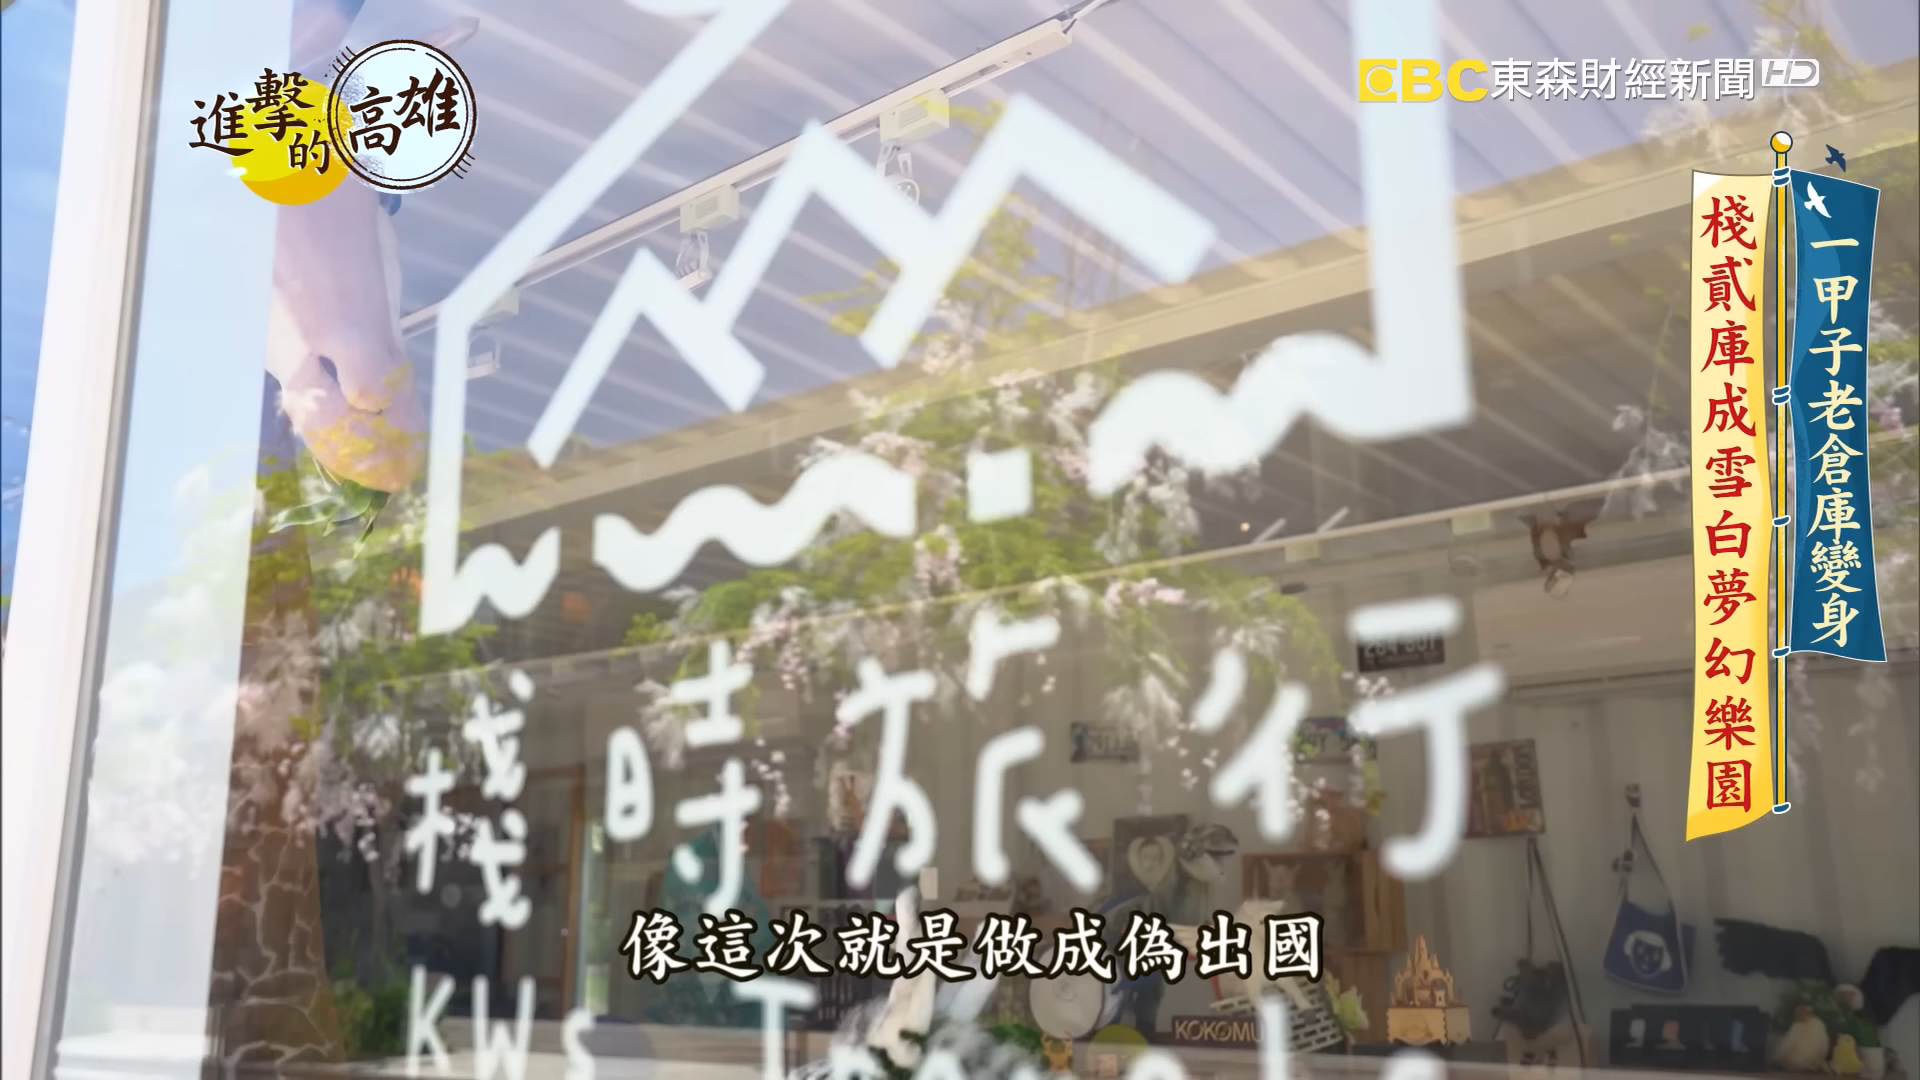 進擊的高雄
EBC東森財經新聞HD
一甲子老倉庫變身
棧貳庫成雪白夢幻樂園
棧時旅行
KWs Travels
KOKOMU
像這次就是做成偽出國